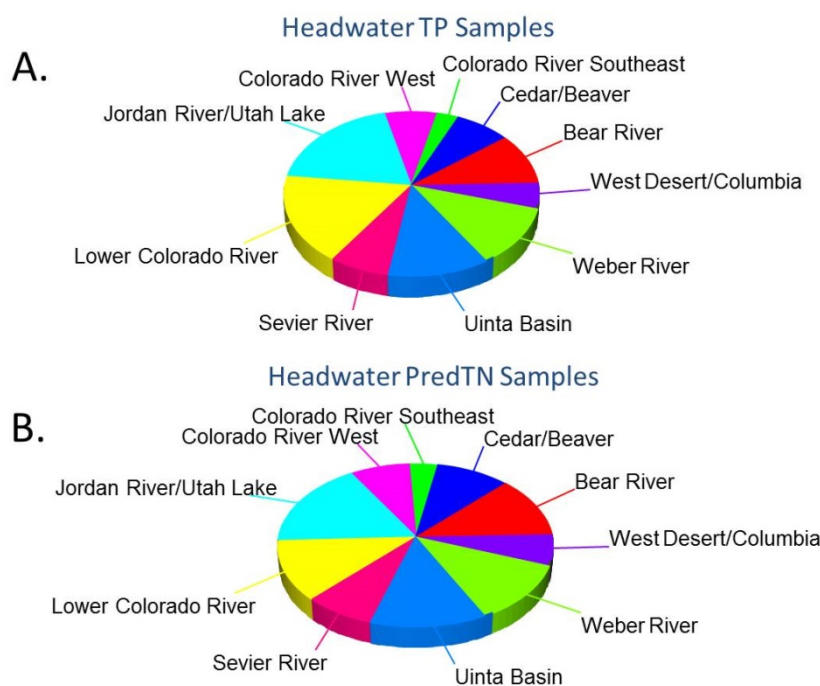 Headwater TP Samples
A.
Colorado River Southeast
Colorado River West
Cedar/Beaver
Jordan River/Utah Lake
Bear River
West Desert/Columbia
Lower Colorado River
Weber River
Sevier River
Uinta Basin
Headwater PredTN Samples
B.
Colorado River Southeast
Colorado River West
Cedar/Beaver
Jordan River/Utah Lake
Bear River
West Desert/Columbia
Lower Colorado River
Weber River
Sevier River
Uinta Basin